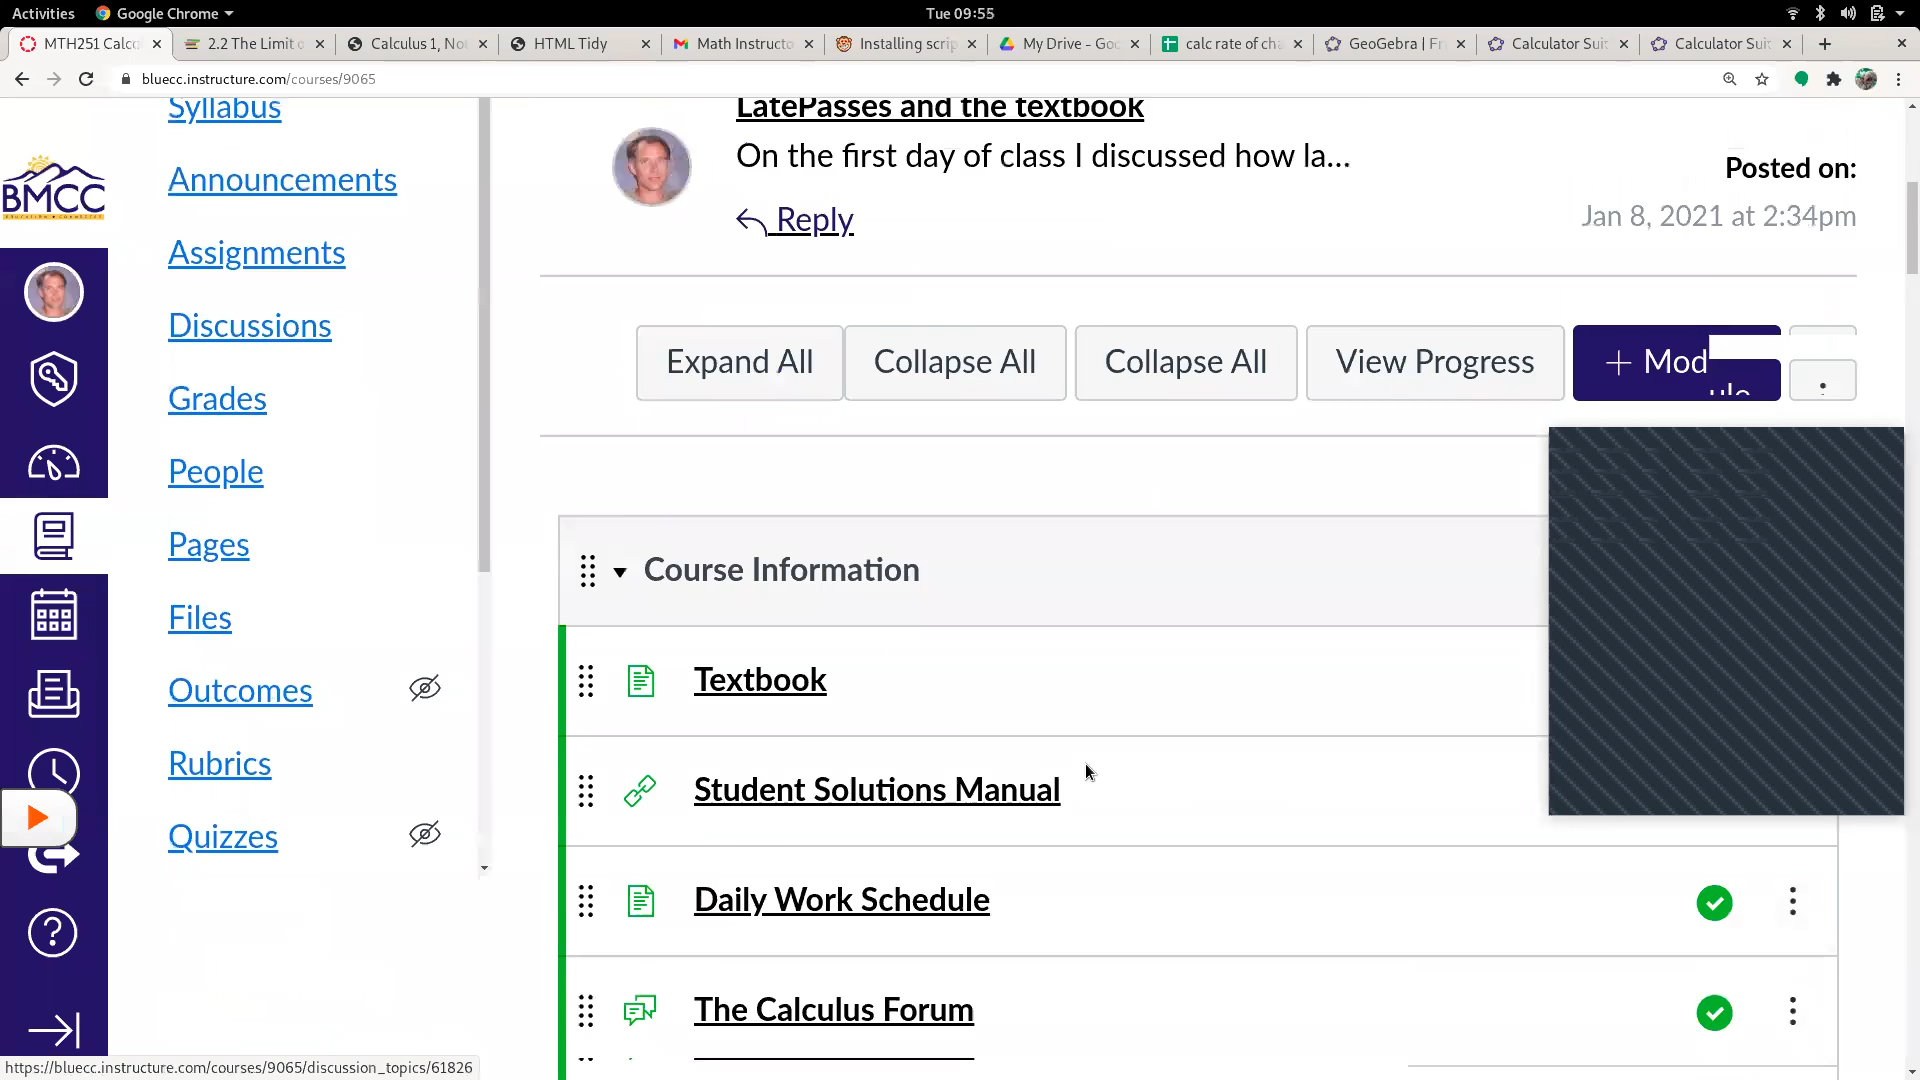 Activities
Google Chrome
Tue 09:55
MTH251 Calc
2.2 The Limit o
Calculus 1, No
HTML Tidy
Math Instructo
Installing scrip
My Drive - Goo
calc rate of cha
GeoGebra | Fr
Calculator Suit
Calculator Suit
bluecc.instructure.com/courses/9065
BMCC
Syllabus
Announcements
Assignments
Discussions
Grades
People
Pages
Files
Outcomes
Rubrics
Quizzes
LatePasses and the textbook
On the first day of class I discussed how la...
Reply
Posted on:
Jan 8, 2021 at 2:34pm
Expand All
Collapse All
Collapse All
View Progress
+ Mod
ule
Course Information
Textbook
Student Solutions Manual
Daily Work Schedule
The Calculus Forum
https://bluecc.instructure.com/courses/9065/discussion_topics/61826